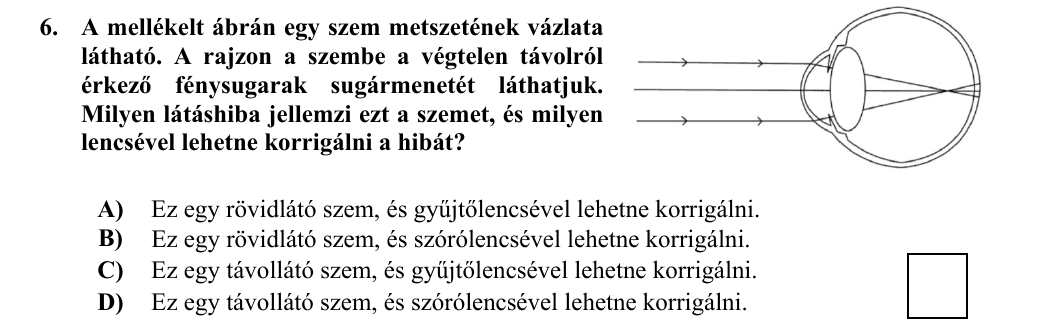 6. A mellékelt ábrán egy szem metszetének vázlata
látható. A rajzon a szembe a végtelen távolról
érkező fénysugarak sugármenetét láthatjuk.
Milyen látáshiba jellemzi ezt a szemet, és milyen
lencsével lehetne korrigálni a hibát?
A) Ez egy rövidlátó szem, és gyűjtőlencsével lehetne korrigálni.
B) Ez egy rövidlátó szem, és szórólencsével lehetne korrigálni.
C) Ez egy távollátó szem, és gyűjtőlencsével lehetne korrigálni.
D) Ez egy távollátó szem, és szórólencsével lehetne korrigálni.